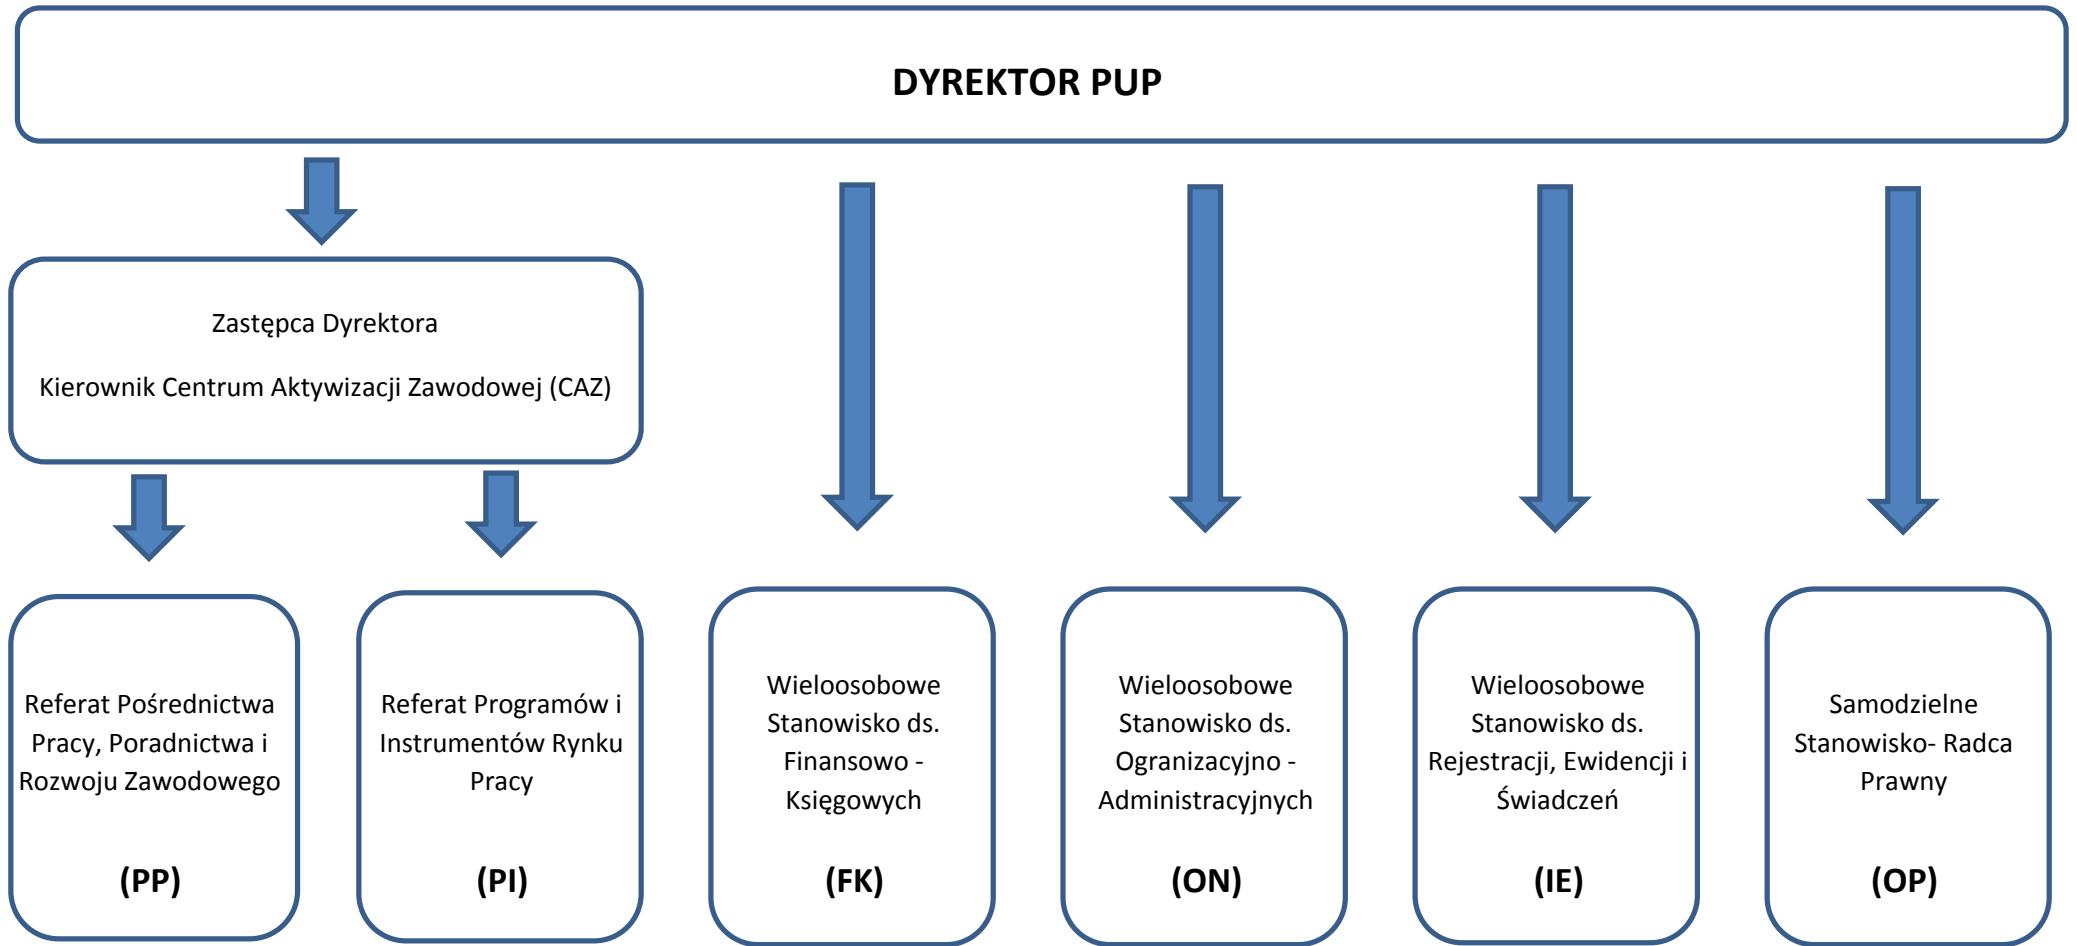 DYREKTOR PUP
Zastępca Dyrektora
Kierownik Centrum Aktywizacji Zawodowej (CAZ)
Referat Pośrednictwa
Pracy, Poradnictwa i
Rozwoju Zawodowego
(PP)
Referat Programów i
Instrumentów Rynku
Pracy
(PI)
Wieloosobowe
Stanowisko ds.
Finansowo -
Księgowych
(FK)
Wieloosobowe
Stanowisko ds.
Ogranizacyjno -
Administracyjnych
(ON)
Wieloosobowe
Stanowisko ds.
Rejestracji, Ewidencji i
Świadczeń
(IE)
Samodzielne
Stanowisko- Radca
Prawny
(OP)